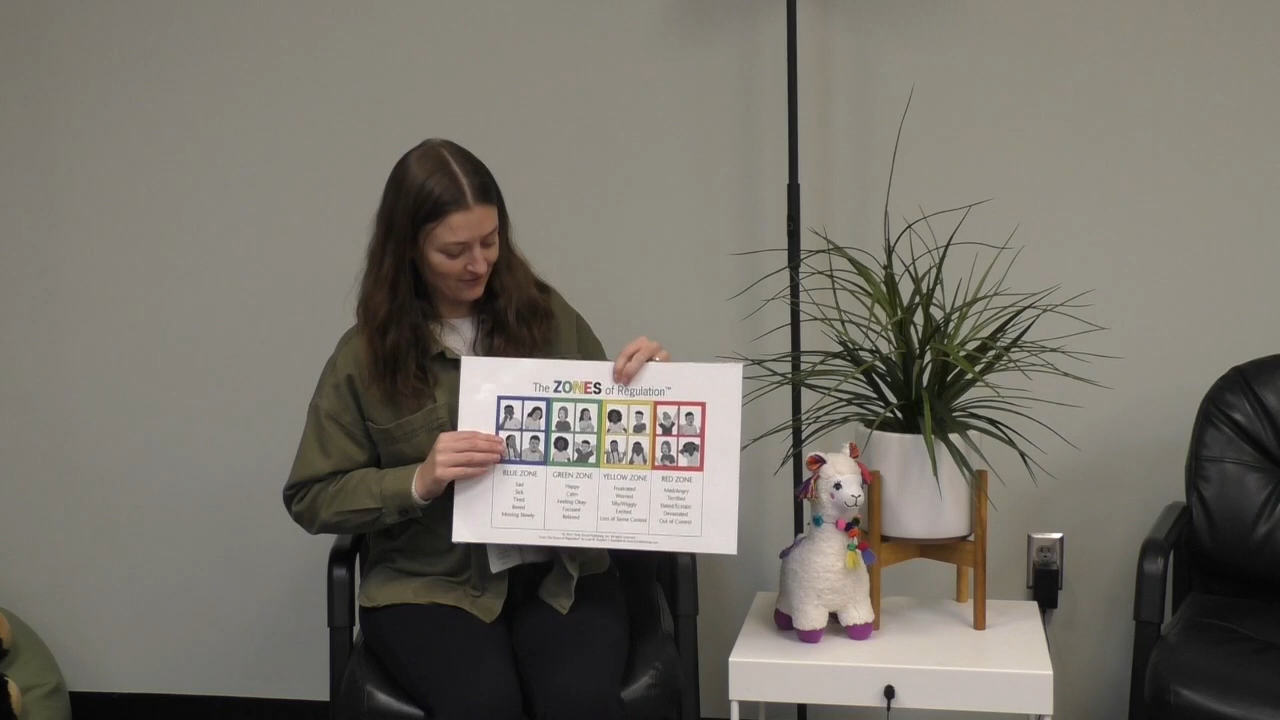 The ZONES of Regulation™
BLUE ZONE GREEN ZONE YELLOW ZONE RED ZONE
Sad Happy Frustrated Mad/Angry
Sick Calm Worried Terrified
Tired Feeling Okay Silly/Wiggly Yelling/Hitting
Bored Focused Excited Devastated
Moving Slowly Relaxed Loss of Some Control Out of Control